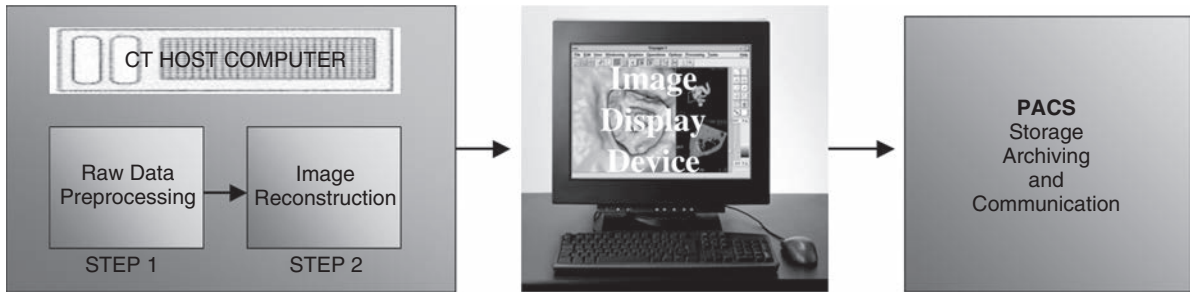 CT HOST COMPUTER
Raw Data
Preprocessing
STEP 1
Image
Reconstruction
STEP 2
Image
Display
Device
PACS
Storage
Archiving
and
Communication